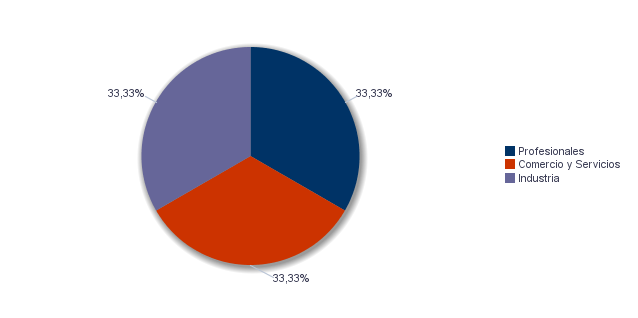 33,33%
33,33%
Profesionales
Comercio y Servicios
Industria
33,33%